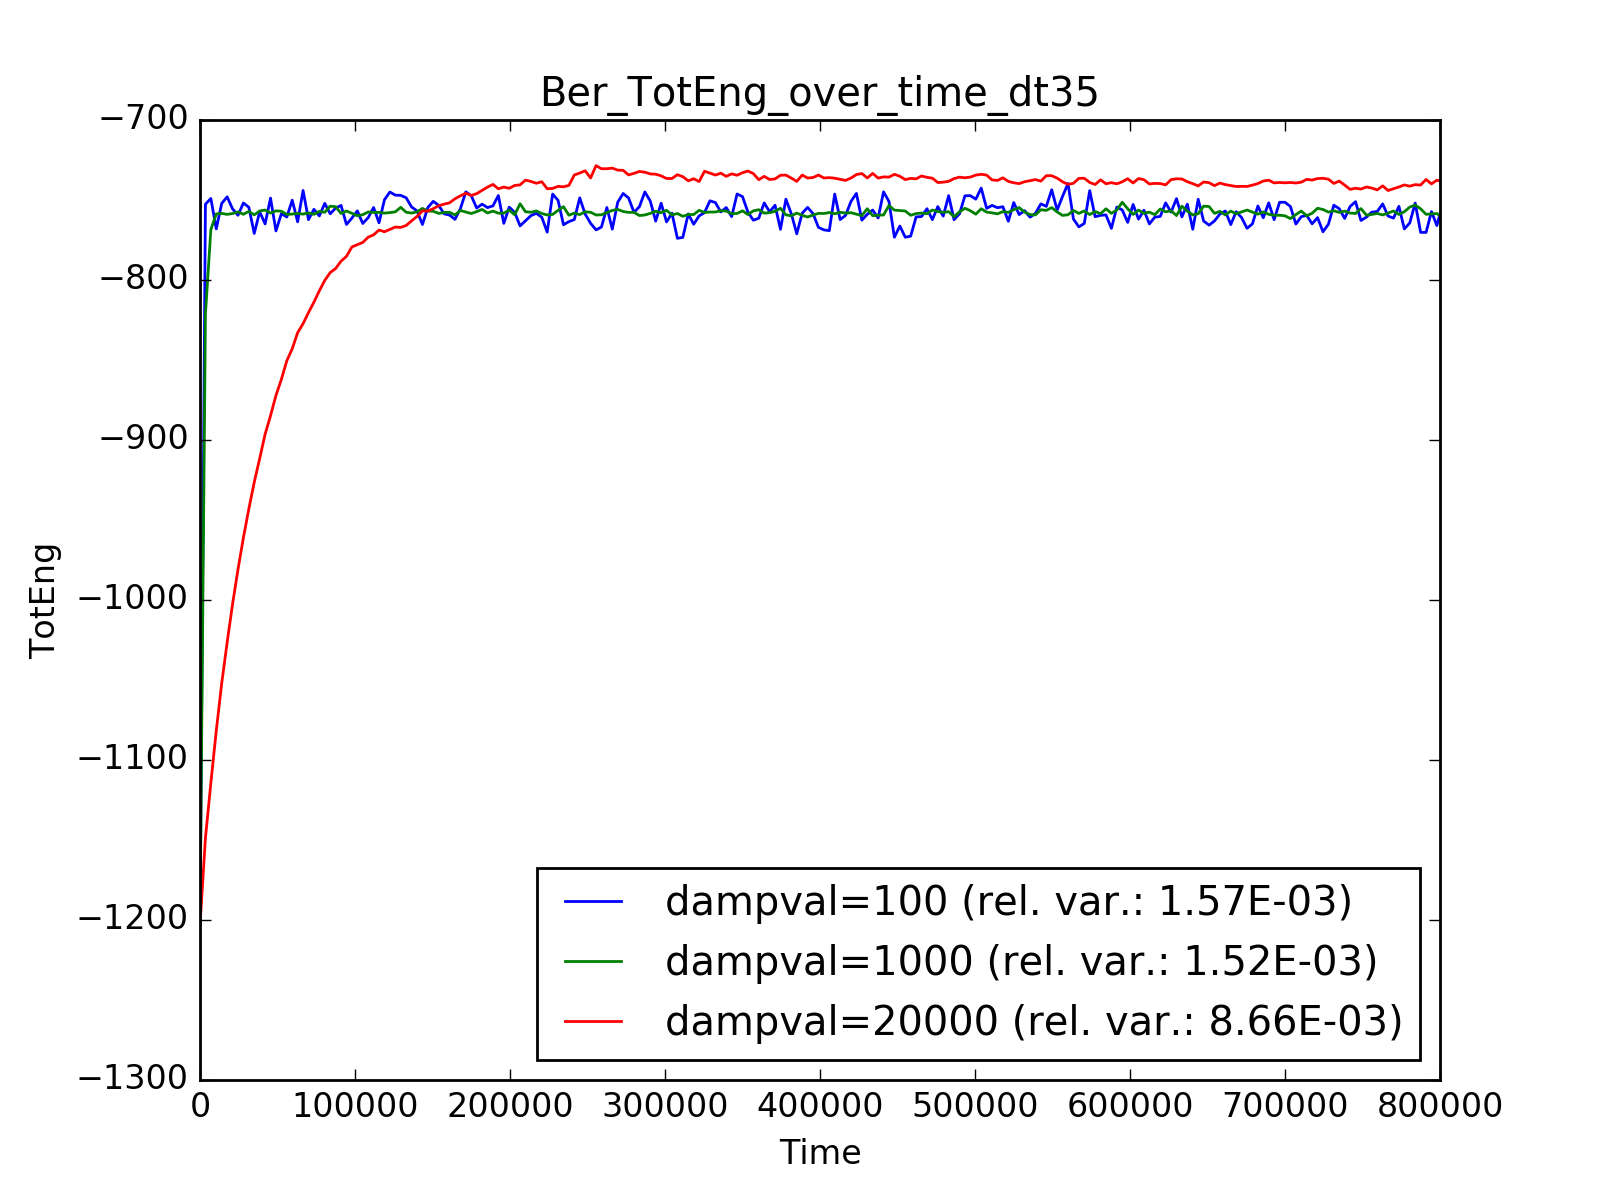 Ber_TotEng_over_time_dt35
−700
−800
−900
−1000
−1100
−1200
−1300
TotEng
dampval=100 (rel. var.: 1.57E-03)
dampval=1000 (rel. var.: 1.52E-03)
dampval=20000 (rel. var.: 8.66E-03)
0 100000 200000 300000 400000 500000 600000 700000 800000
Time